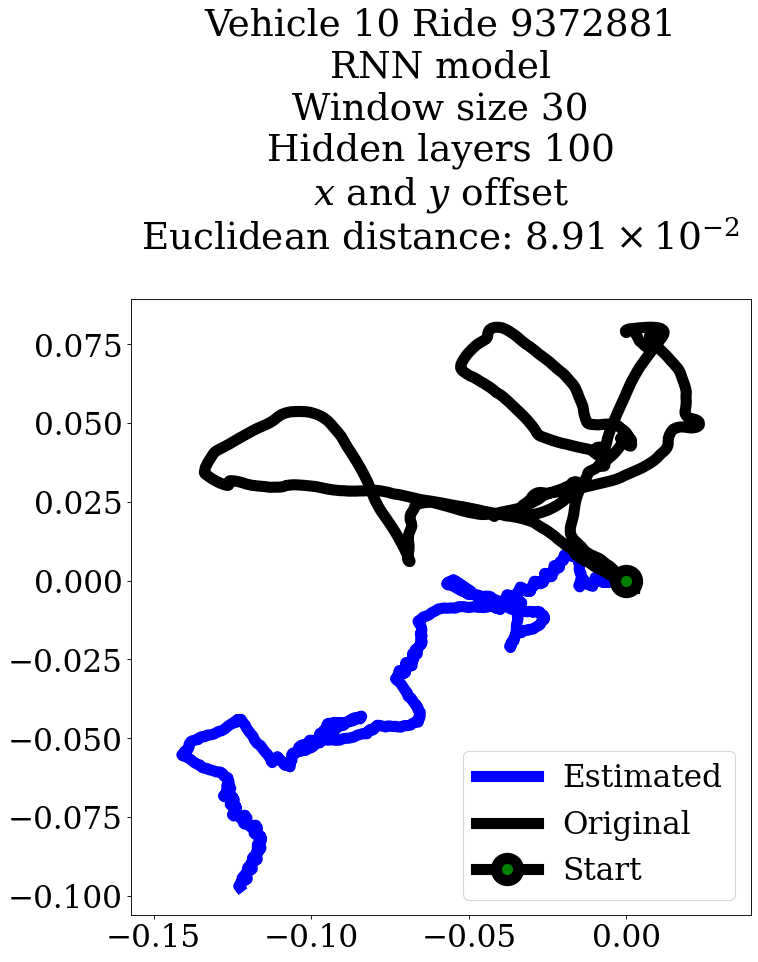 Vehicle 10 Ride 9372881
RNN model
Window size 30
Hidden layers 100
x and y offset
Euclidean distance: 8.91 × 10⁻²
0.075
0.050
0.025
0.000
−0.025
−0.050
−0.075
−0.100
Estimated
Original
Start
−0.15 −0.10 −0.05 0.00